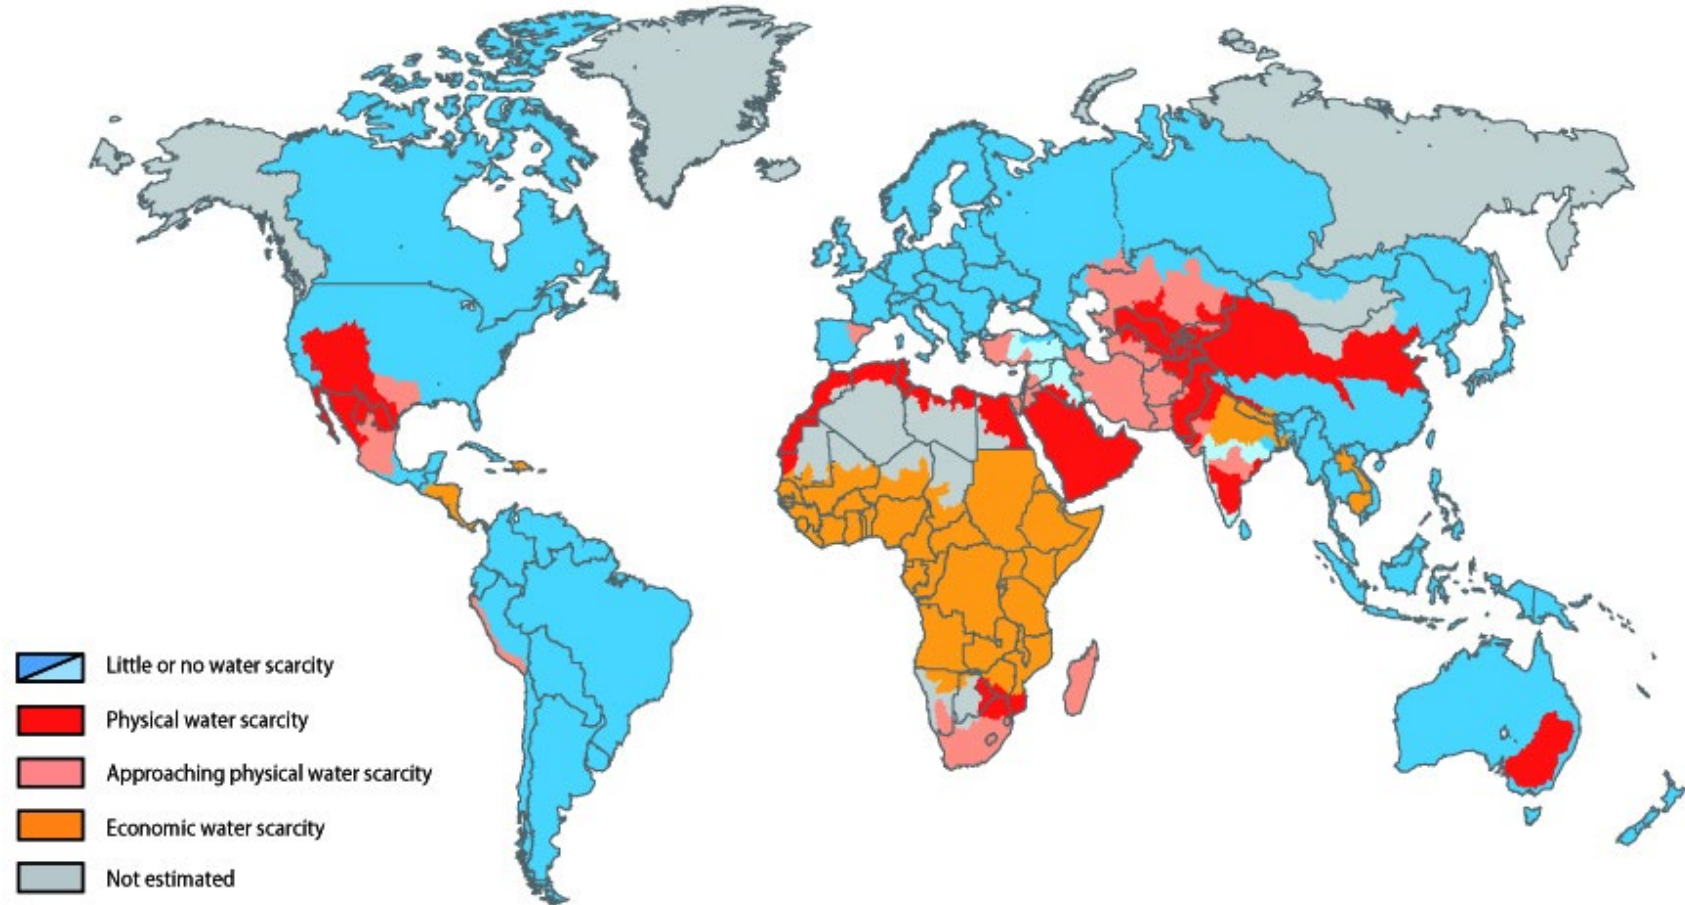 Little or no water scarcity
Physical water scarcity
Approaching physical water scarcity
Economic water scarcity
Not estimated